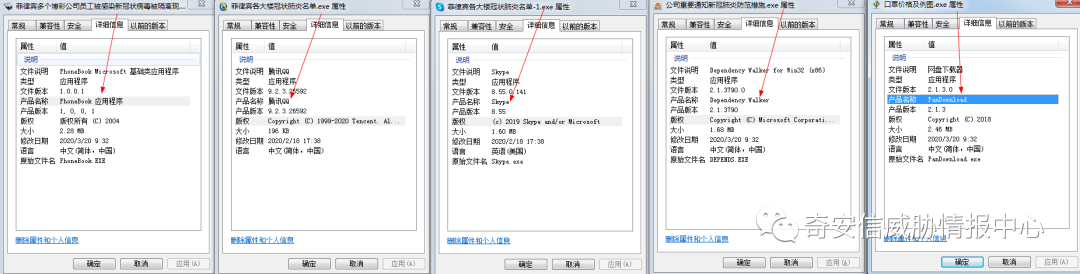 菲律宾多个博彩公司员工被感染新冠状病毒被隔离现...
常规 兼容性 安全 详细信息 以前的版本
属性 值
说明
文件说明 PhoneBook Microsoft 基础类应用程序
类型 应用程序
文件版本 1.0.0.1
产品名称 PhoneBook 应用程序
产品版本 1, 0, 0, 1
版权 版权所有 (C) 2004
大小 2.28 MB
修改日期 2020/3/20 9:32
语言 中文(简体，中国)
原始文件名 PhoneBook.EXE
删除属性和个人信息
确定 取消 应用(A)
菲律宾各大楼冠状肺炎名单.exe 属性
常规 兼容性 安全 详细信息 以前的版本
属性 值
说明
文件说明 腾讯QQ
类型 应用程序
文件版本 9.2.3.26592
产品名称 腾讯QQ
产品版本 9.2.3.26592
版权 Copyright (C) 1999-2020 Tencent. Al...
大小 196 KB
修改日期 2020/2/18 17:38
语言 中文(简体，中国)
删除属性和个人信息
确定 取消 应用(A)
菲律宾各大楼冠状肺炎名单-1.exe 属性
常规 兼容性 安全 详细信息 以前的版本
属性 值
说明
文件说明 Skype
类型 应用程序
文件版本 8.55.0.141
产品名称 Skype
产品版本 8.55
版权 (c) 2019 Skype and/or Microsoft
大小 1.60 MB
修改日期 2020/2/18 17:38
语言 英语(美国)
原始文件名 Skype.exe
删除属性和个人信息
确定 取消 应用(A)
公司重要通知新冠肺炎防范措施.exe 属性
常规 兼容性 安全 详细信息 以前的版本
属性 值
说明
文件说明 Dependency Walker for Win32 (x86)
类型 应用程序
文件版本 2.1.3790.0
产品名称 Dependency Walker
产品版本 2.1.3790
版权 Copyright (C) Microsoft Corporati...
大小 1.68 MB
修改日期 2020/3/20 9:32
语言 中文(简体，中国)
原始文件名 DEPENDS.EXE
删除属性和个人信息
确定 取消 应用(A)
口罩价格及例图.exe 属性
常规 兼容性 安全 详细信息 以前的版本
属性 值
说明
文件说明 网盘下载器
类型 应用程序
文件版本 2.1.3.0
产品名称 PanDownload
产品版本 2.1.3
版权 Copyright (C) 2018
大小 2.46 MB
修改日期 2020/3/20 9:32
语言 中文(简体，中国)
原始文件名 PanDownload.exe
删除属性和个人信息
确定 取消 应用(A)
奇安信威胁情报中心